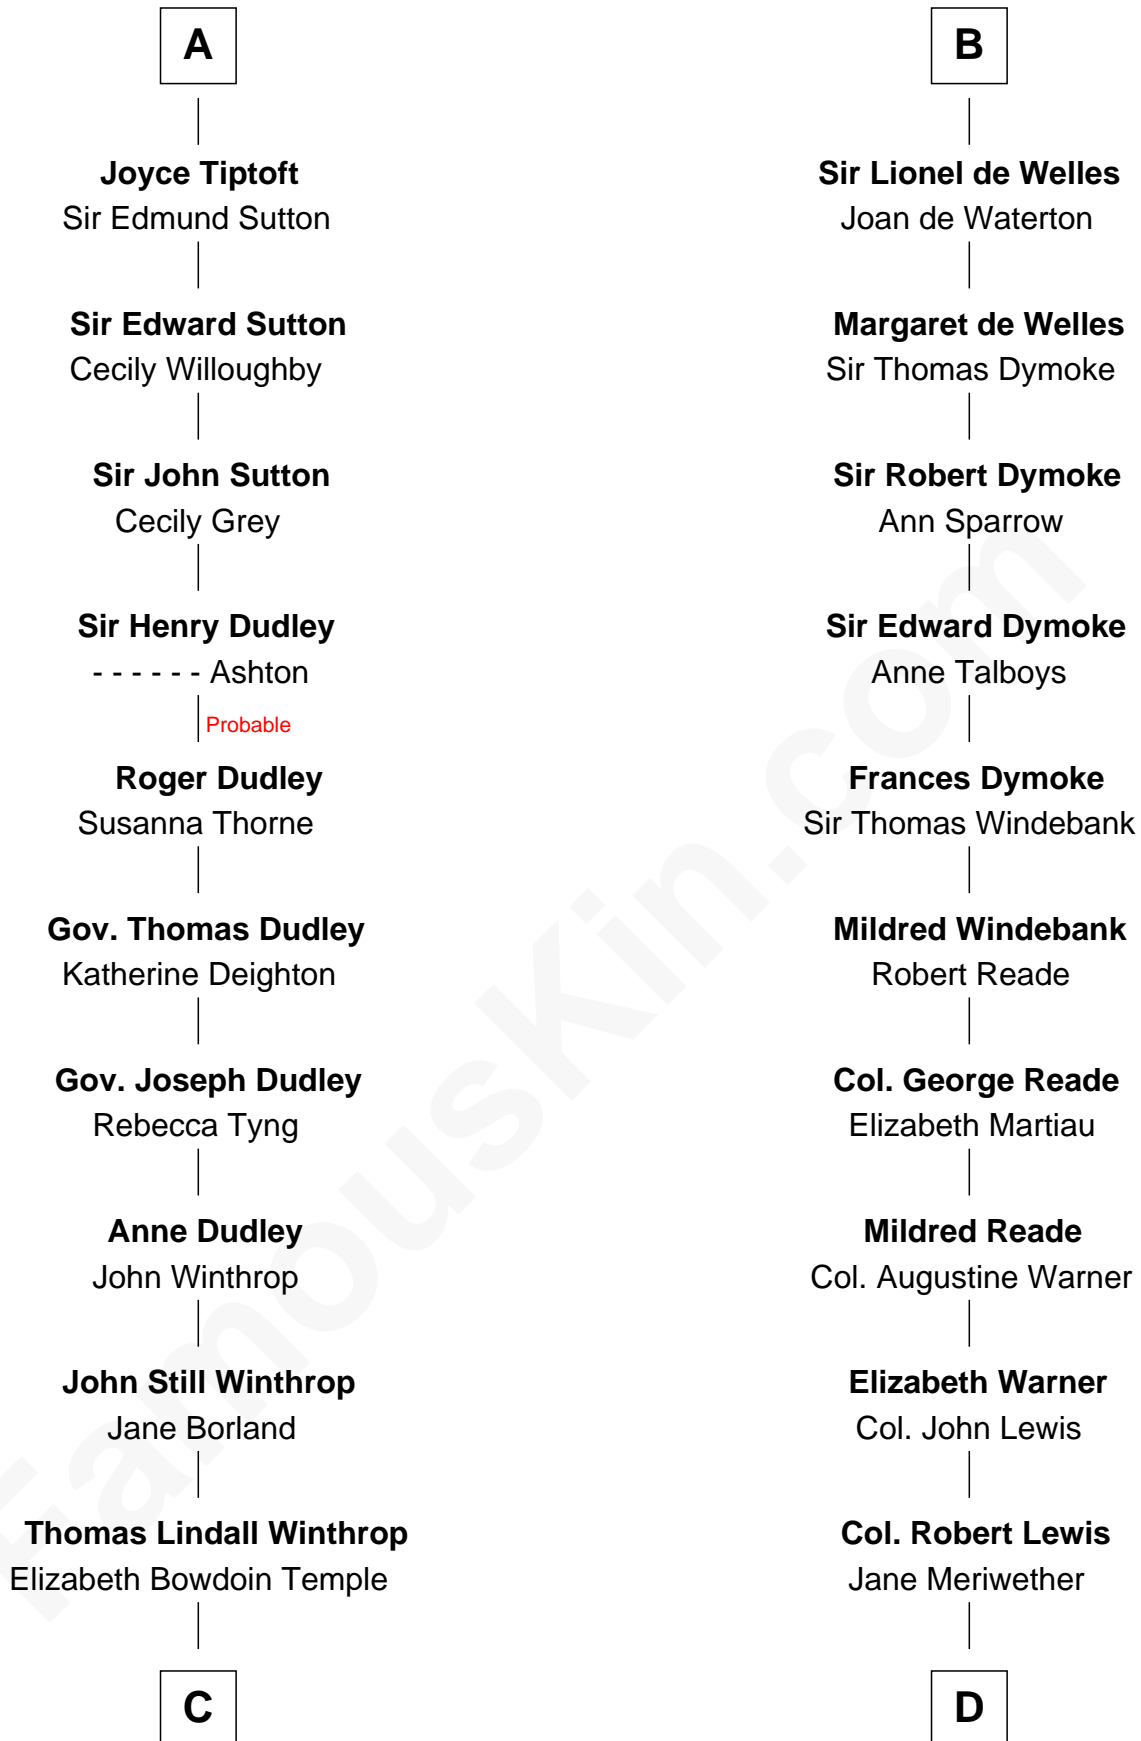 A
Joyce Tiptoft
Sir Edmund Sutton
Sir Edward Sutton
Cecily Willoughby
Sir John Sutton
Cecily Grey
Sir Henry Dudley
- - - - - - Ashton
Probable
Roger Dudley
Susanna Thorne
Gov. Thomas Dudley
Katherine Deighton
Gov. Joseph Dudley
Rebecca Tyng
Anne Dudley
John Winthrop
John Still Winthrop
Jane Borland
Thomas Lindall Winthrop
Elizabeth Bowdoin Temple
C
B
Sir Lionel de Welles
Joan de Waterton
Margaret de Welles
Sir Thomas Dymoke
Sir Robert Dymoke
Ann Sparrow
Sir Edward Dymoke
Anne Talboys
Frances Dymoke
Sir Thomas Windebank
Mildred Windebank
Robert Reade
Col. George Reade
Elizabeth Martiau
Mildred Reade
Col. Augustine Warner
Elizabeth Warner
Col. John Lewis
Col. Robert Lewis
Jane Meriwether
D
FamousKin.com